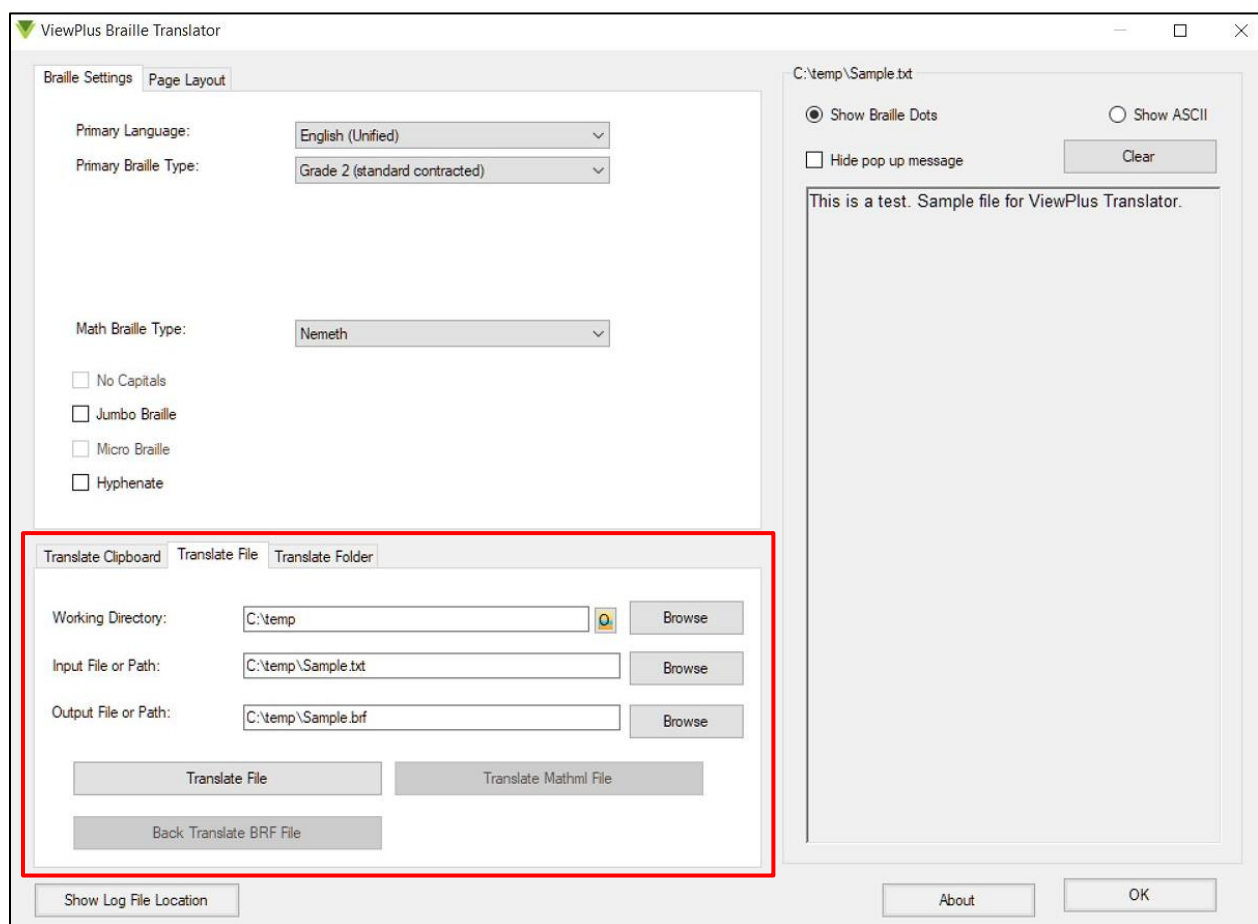 ViewPlus Braille Translator
Braille Settings
Page Layout
Primary Language:
English (Unified)
Primary Braille Type:
Grade 2 (standard contracted)
Math Braille Type:
Nemeth
No Capitals
Jumbo Braille
Micro Braille
Hyphenate
Translate Clipboard
Translate File
Translate Folder
Working Directory:
C:\temp
Browse
Input File or Path:
C:\temp\Sample.txt
Browse
Output File or Path:
C:\temp\Sample.brf
Browse
Translate File
Translate Mathml File
Back Translate BRF File
Show Log File Location
C:\temp\Sample.txt
Show Braille Dots
Show ASCII
Hide pop up message
Clear
This is a test. Sample file for ViewPlus Translator.
About
OK